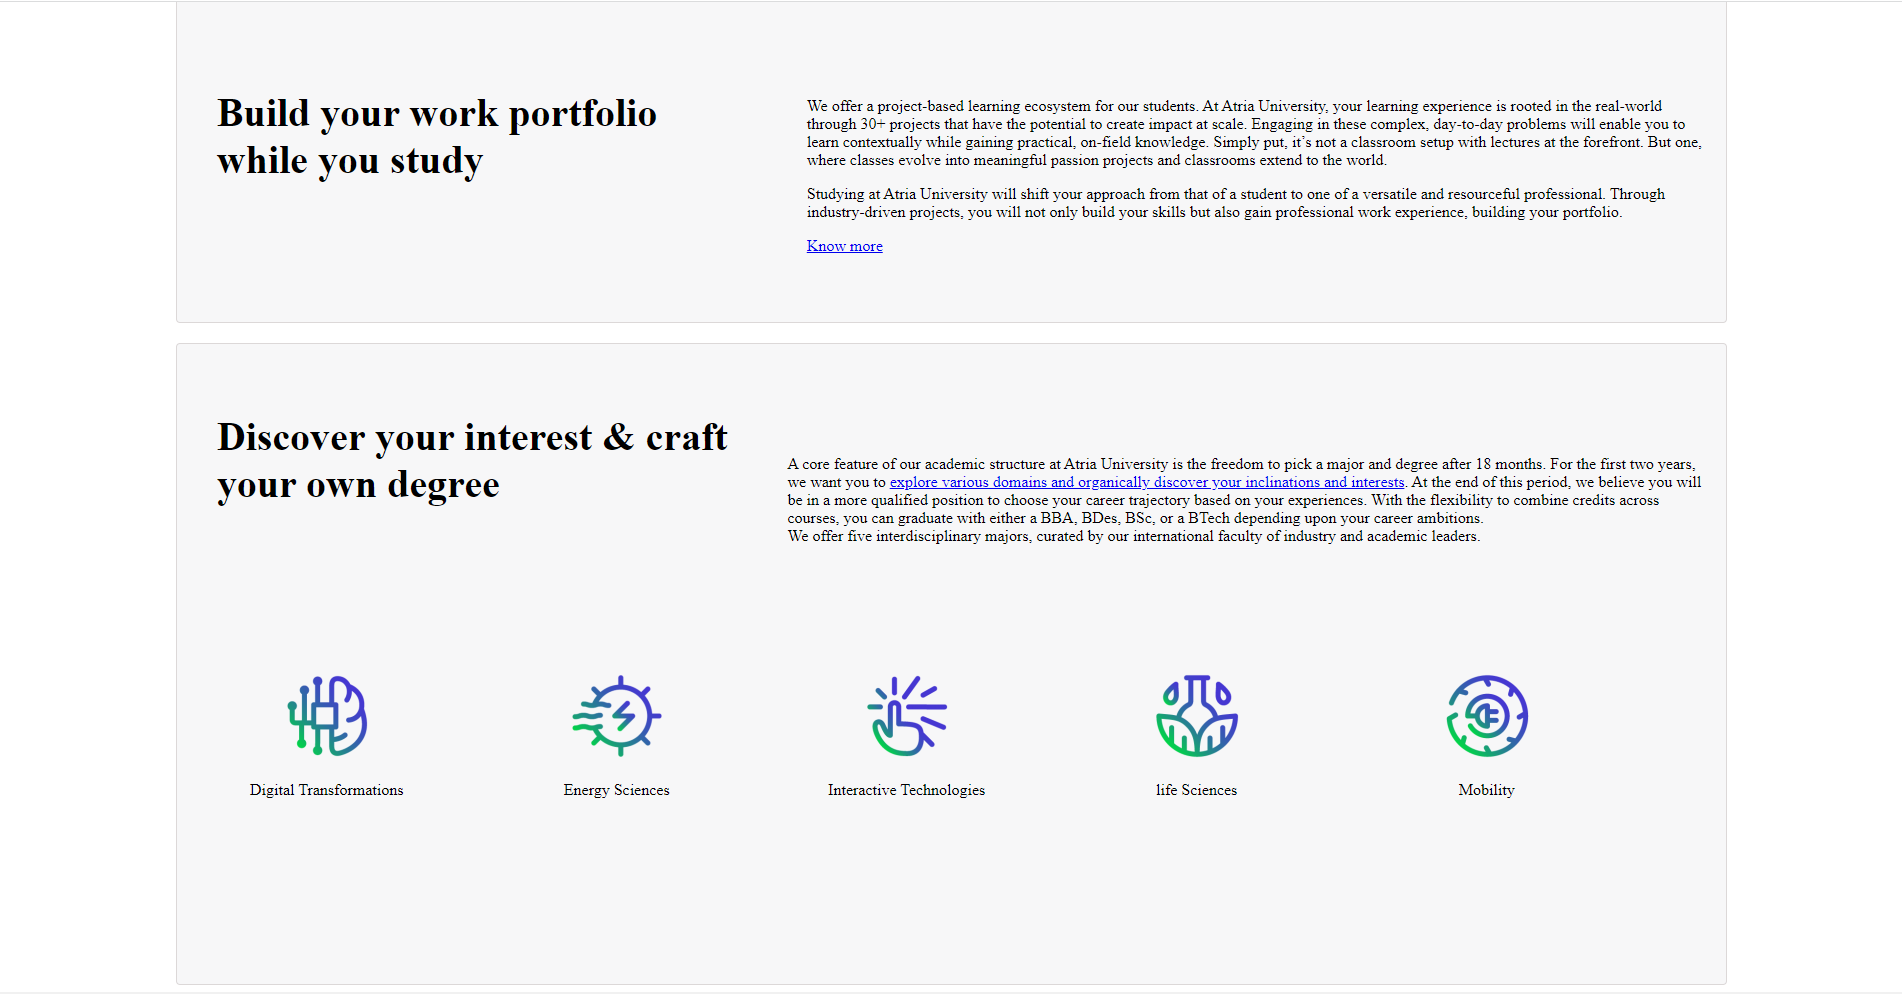 Build your work portfolio
while you study
We offer a project-based learning ecosystem for our students. At Atria University, your learning experience is rooted in the real-world
through 30+ projects that have the potential to create impact at scale. Engaging in these complex, day-to-day problems will enable you to
learn contextually while gaining practical, on-field knowledge. Simply put, it’s not a classroom setup with lectures at the forefront. But one,
where classes evolve into meaningful passion projects and classrooms extend to the world.
Studying at Atria University will shift your approach from that of a student to one of a versatile and resourceful professional. Through
industry-driven projects, you will not only build your skills but also gain professional work experience, building your portfolio.
Know more
Discover your interest & craft
your own degree
A core feature of our academic structure at Atria University is the freedom to pick a major and degree after 18 months. For the first two years,
we want you to explore various domains and organically discover your inclinations and interests. At the end of this period, we believe you will
be in a more qualified position to choose your career trajectory based on your experiences. With the flexibility to combine credits across
courses, you can graduate with either a BBA, BDes, BSc, or a BTech depending upon your career ambitions.
We offer five interdisciplinary majors, curated by our international faculty of industry and academic leaders.
Digital Transformations
Energy Sciences
Interactive Technologies
life Sciences
Mobility